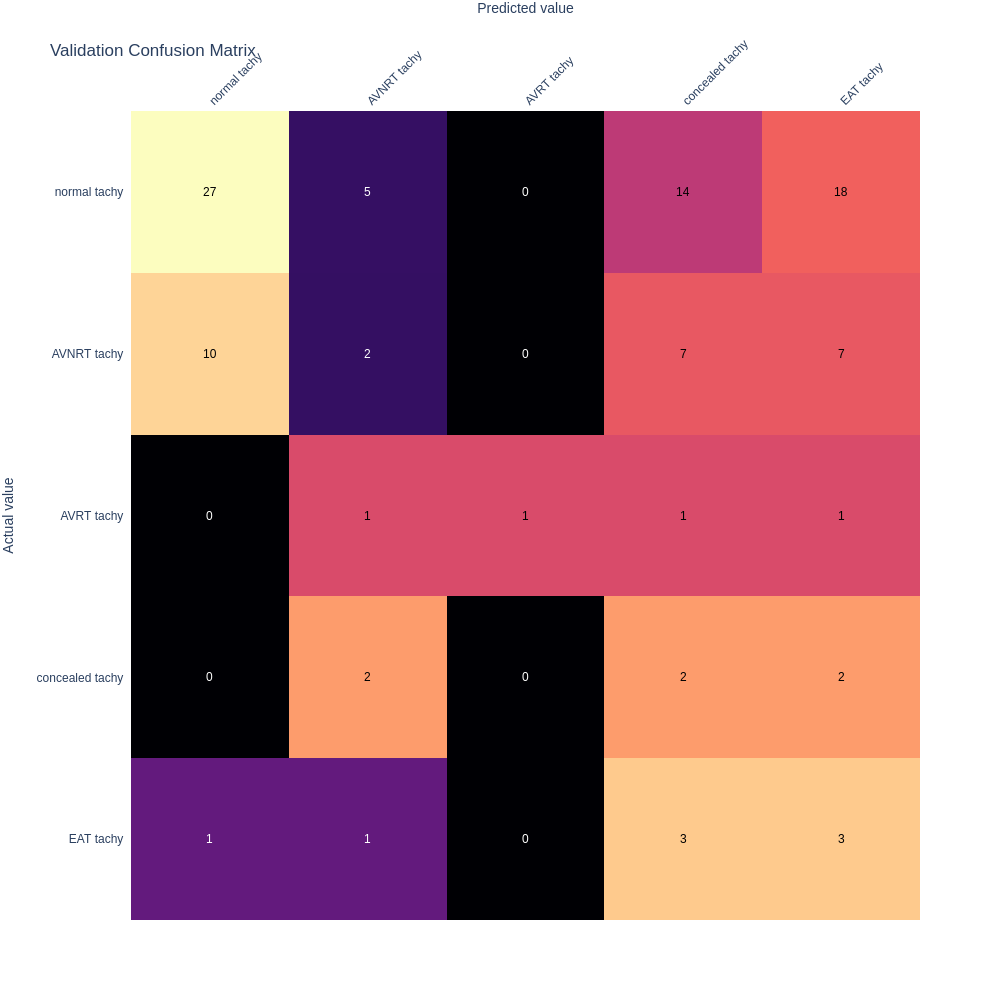 Predicted value
Validation Confusion Matrix
normal tachy AVNRT tachy AVRT tachy concealed tachy EAT tachy
normal tachy 27 5 0 14 18
AVNRT tachy 10 2 0 7 7
Actual value
AVRT tachy 0 1 1 1 1
concealed tachy 0 2 0 2 2
EAT tachy 1 1 0 3 3